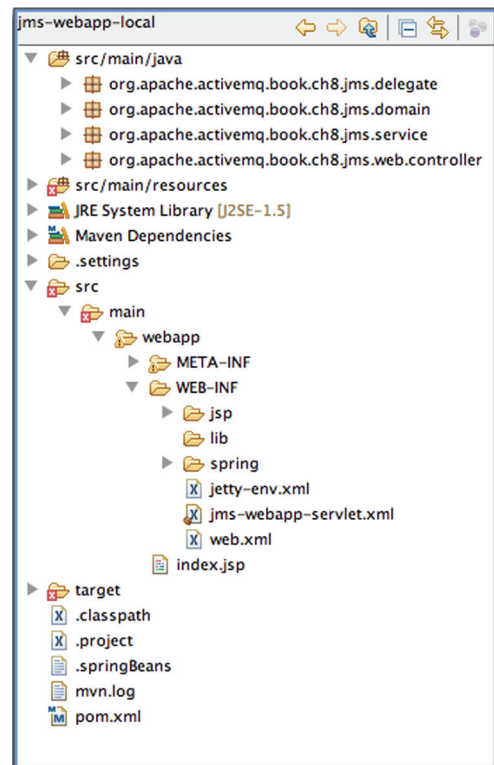 jms-webapp-local
src/main/java
org.apache.activemq.book.ch8.jms.delegate
org.apache.activemq.book.ch8.jms.domain
org.apache.activemq.book.ch8.jms.service
org.apache.activemq.book.ch8.jms.web.controller
src/main/resources
JRE System Library [J2SE-1.5]
Maven Dependencies
.settings
src
main
webapp
META-INF
WEB-INF
jsp
lib
spring
jetty-env.xml
jms-webapp-servlet.xml
web.xml
index.jsp
target
.classpath
.project
.springBeans
mvn.log
pom.xml